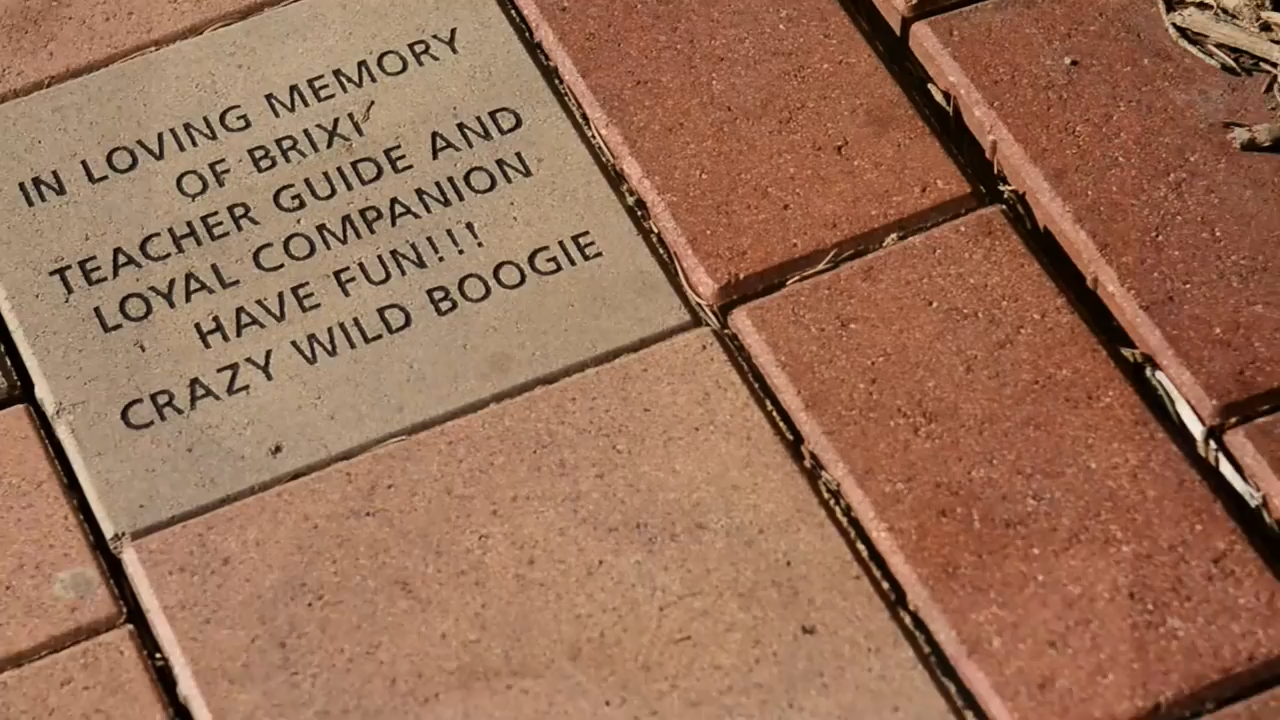 IN LOVING MEMORY
OF BRIXI
TEACHER GUIDE AND
LOYAL COMPANION
HAVE FUN!!!
CRAZY WILD BOOGIE